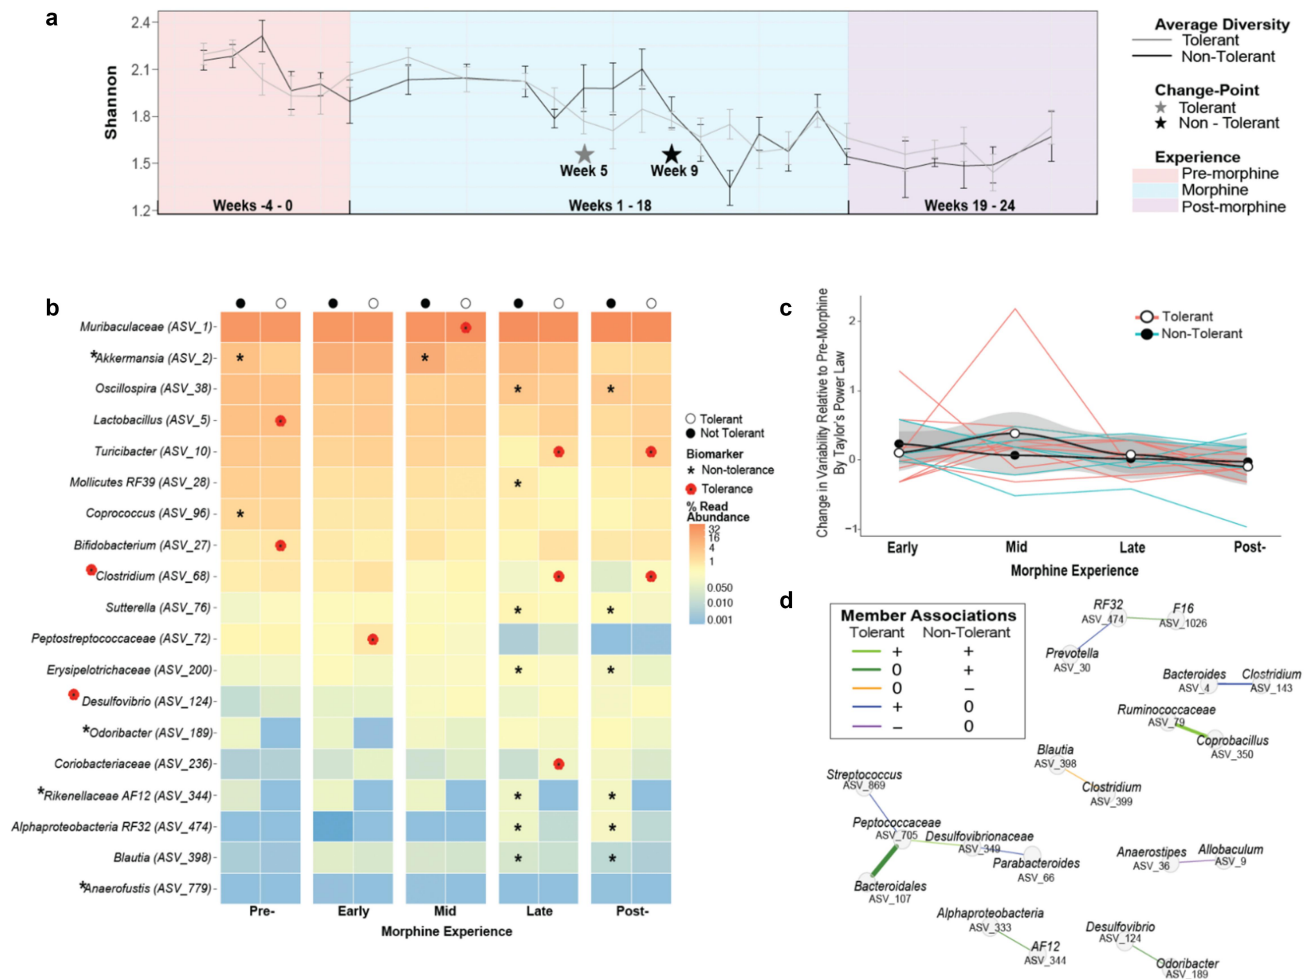 a
Shannon
2.4
2.1
1.8
1.5
1.2
Week 5
Week 9
Weeks -4 - 0
Weeks 1 - 18
Weeks 19 - 24
Average Diversity
Tolerant
Non-Tolerant
Change-Point
Tolerant
Non - Tolerant
Experience
Pre-morphine
Morphine
Post-morphine
b
Muribaculaceae (ASV_1)
*Akkermansia (ASV_2)
Oscillospira (ASV_38)
Lactobacillus (ASV_5)
Turicibacter (ASV_10)
Mollicutes RF39 (ASV_28)
Coprococcus (ASV_96)
Bifidobacterium (ASV_27)
Clostridium (ASV_68)
Sutterella (ASV_76)
Peptostreptococcaceae (ASV_72)
Erysipelotrichaceae (ASV_200)
Desulfovibrio (ASV_124)
*Odoribacter (ASV_189)
Coriobacteriaceae (ASV_236)
*Rikenellaceae AF12 (ASV_344)
Alphaproteobacteria RF32 (ASV_474)
Blautia (ASV_398)
*Anaerofustis (ASV_779)
Pre-
Early
Mid
Late
Post-
Morphine Experience
Tolerant
Not Tolerant
Biomarker
* Non-tolerance
Tolerance
% Read
Abundance
32
16
4
1
0.050
0.010
0.001
c
Change in Variability Relative to Pre-Morphine
By Taylor's Power Law
2
1
0
−1
Early
Mid
Late
Post-
Morphine Experience
Tolerant
Non-Tolerant
d
Member Associations
Tolerant Non-Tolerant
+ +
0 +
0 −
+ 0
− 0
RF32
ASV_474
F16
ASV_1026
Prevotella
ASV_30
Bacteroides
ASV_4
Clostridium
ASV_143
Ruminococcaceae
ASV_79
Coprobacillus
ASV_350
Blautia
ASV_398
Clostridium
ASV_399
Streptococcus
ASV_869
Peptococcaceae
ASV_705
Desulfovibrionaceae
ASV_349
Parabacteroides
ASV_66
Bacteroidales
ASV_107
Anaerostipes
ASV_36
Allobaculum
ASV_9
Alphaproteobacteria
ASV_333
AF12
ASV_344
Desulfovibrio
ASV_124
Odoribacter
ASV_189